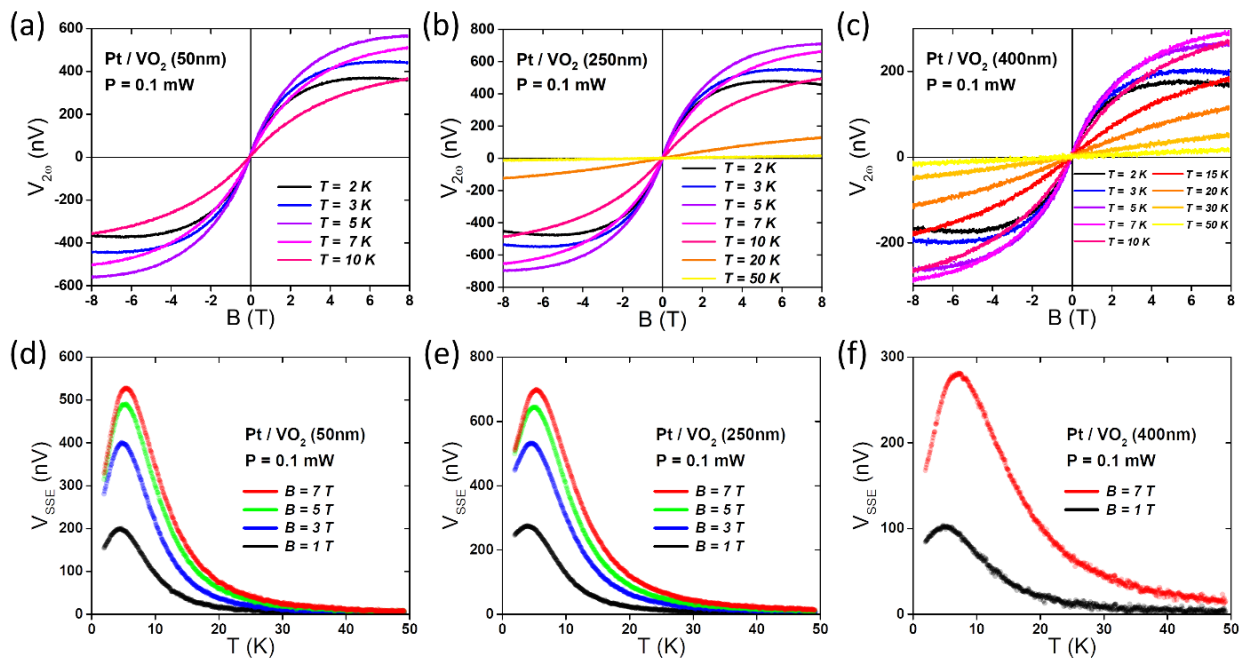 (a)
600
400
200
0
-200
-400
-600
V2ω (nV)
Pt / VO2 (50nm)
P = 0.1 mW
T = 2 K
T = 3 K
T = 5 K
T = 7 K
T = 10 K
-8 -6 -4 -2 0 2 4 6 8
B (T)
(b)
800
600
400
200
0
-200
-400
-600
-800
V2ω (nV)
Pt / VO2 (250nm)
P = 0.1 mW
T = 2 K
T = 3 K
T = 5 K
T = 7 K
T = 10 K
T = 20 K
T = 50 K
-8 -6 -4 -2 0 2 4 6 8
B (T)
(c)
200
0
-200
V2ω (nV)
Pt / VO2 (400nm)
P = 0.1 mW
T = 2 K T = 15 K
T = 3 K T = 20 K
T = 5 K T = 30 K
T = 7 K T = 50 K
T = 10 K
-8 -6 -4 -2 0 2 4 6 8
B (T)
(d)
600
500
400
300
200
100
0
VSSE (nV)
Pt / VO2 (50nm)
P = 0.1 mW
B = 7 T
B = 5 T
B = 3 T
B = 1 T
0 10 20 30 40 50
T (K)
(e)
800
600
400
200
0
VSSE (nV)
Pt / VO2 (250nm)
P = 0.1 mW
B = 7 T
B = 5 T
B = 3 T
B = 1 T
0 10 20 30 40 50
T (K)
(f)
300
200
100
0
VSSE (nV)
Pt / VO2 (400nm)
P = 0.1 mW
B = 7 T
B = 1 T
0 10 20 30 40 50
T (K)